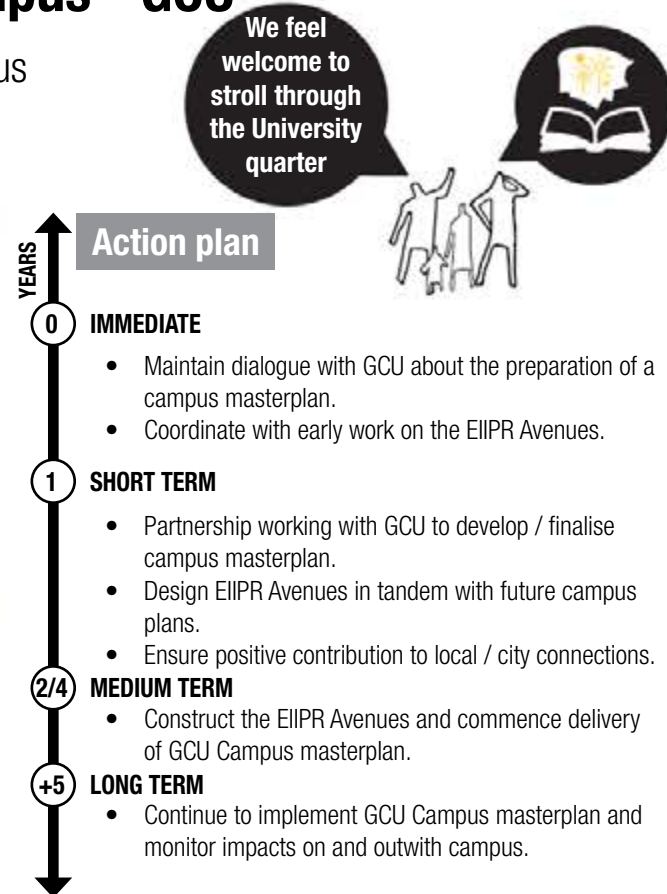 We feel
welcome to
stroll through
the University
quarter
Action plan
YEARS
0 IMMEDIATE
• Maintain dialogue with GCU about the preparation of a
campus masterplan.
• Coordinate with early work on the EIIPR Avenues.
1 SHORT TERM
• Partnership working with GCU to develop / finalise
campus masterplan.
• Design EIIPR Avenues in tandem with future campus
plans.
• Ensure positive contribution to local / city connections.
2/4 MEDIUM TERM
• Construct the EIIPR Avenues and commence delivery
of GCU Campus masterplan.
+5 LONG TERM
• Continue to implement GCU Campus masterplan and
monitor impacts on and outwith campus.